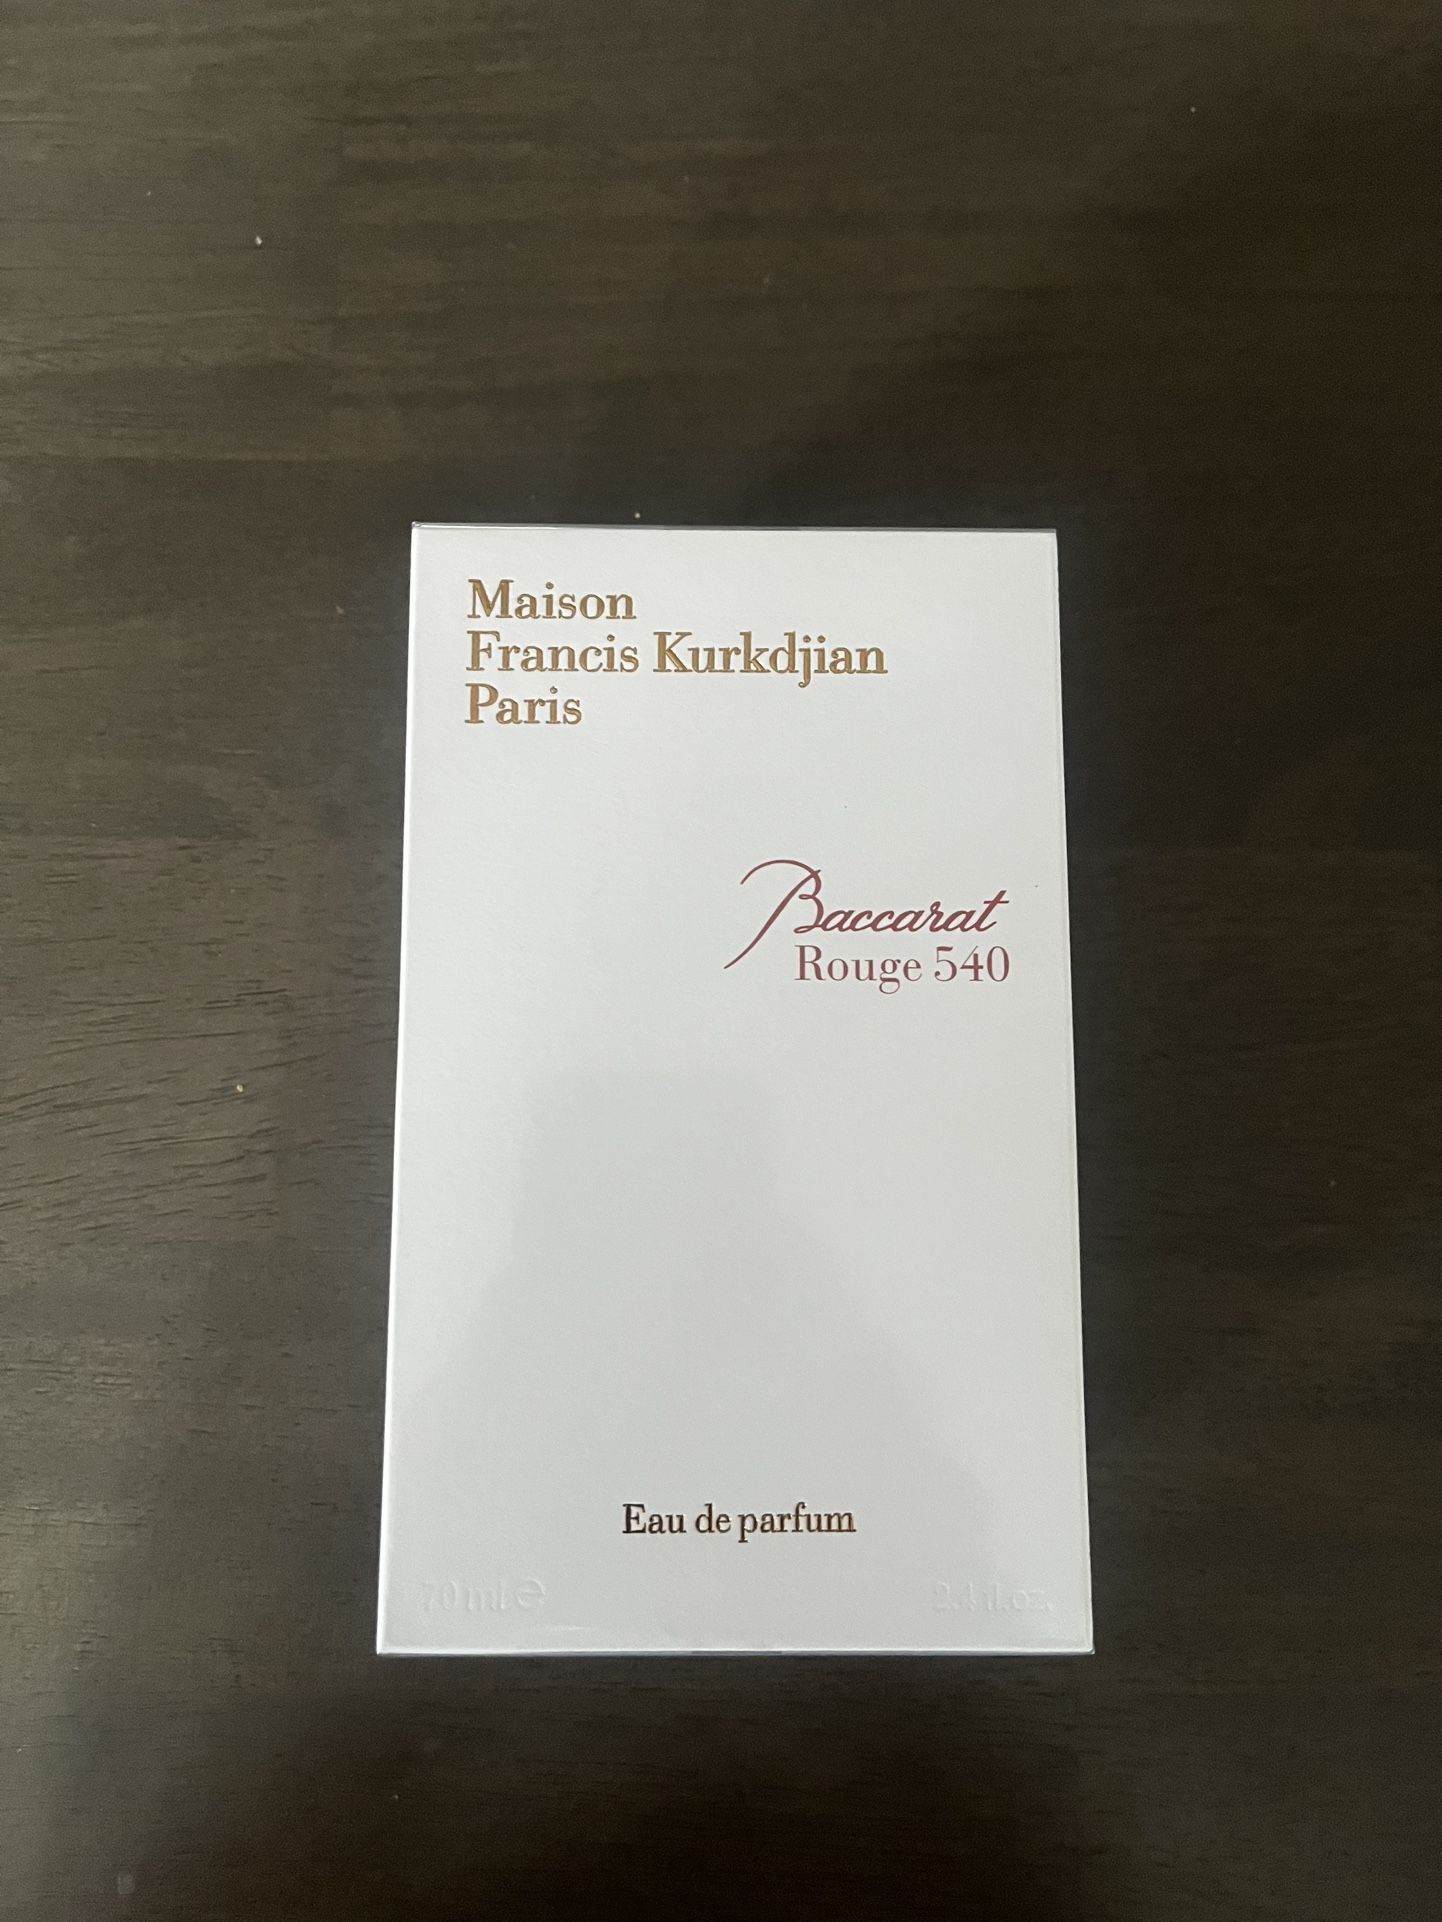 Maison
Francis Kurkdjian
Paris
Baccarat
Rouge 540
Eau de parfum
70 ml ℮
2.4 fl.oz.